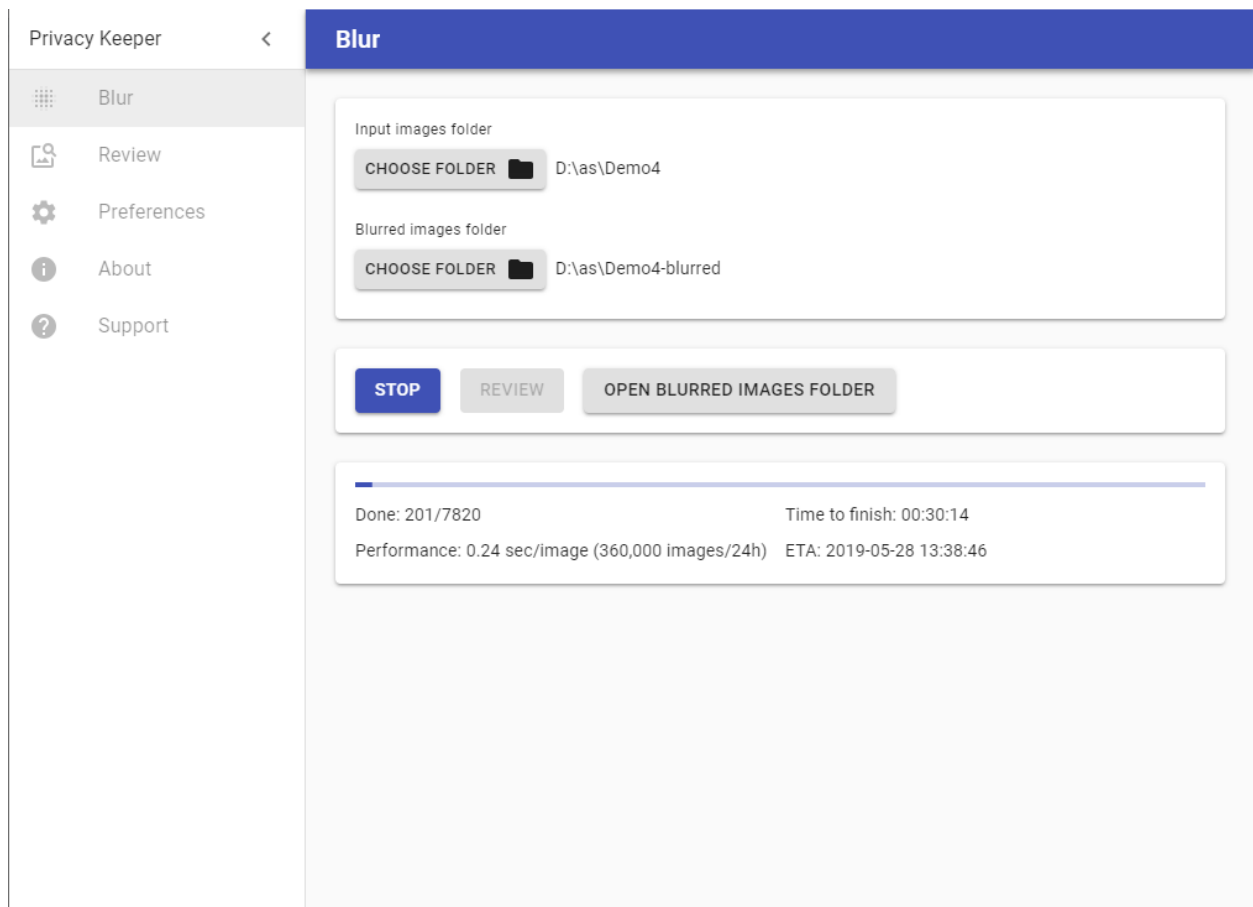 Privacy Keeper
Blur
Blur
Review
Preferences
About
Support
Input images folder
CHOOSE FOLDER D:\as\Demo4
Blurred images folder
CHOOSE FOLDER D:\as\Demo4-blurred
STOP REVIEW OPEN BLURRED IMAGES FOLDER
Done: 201/7820 Time to finish: 00:30:14
Performance: 0.24 sec/image (360,000 images/24h) ETA: 2019-05-28 13:38:46